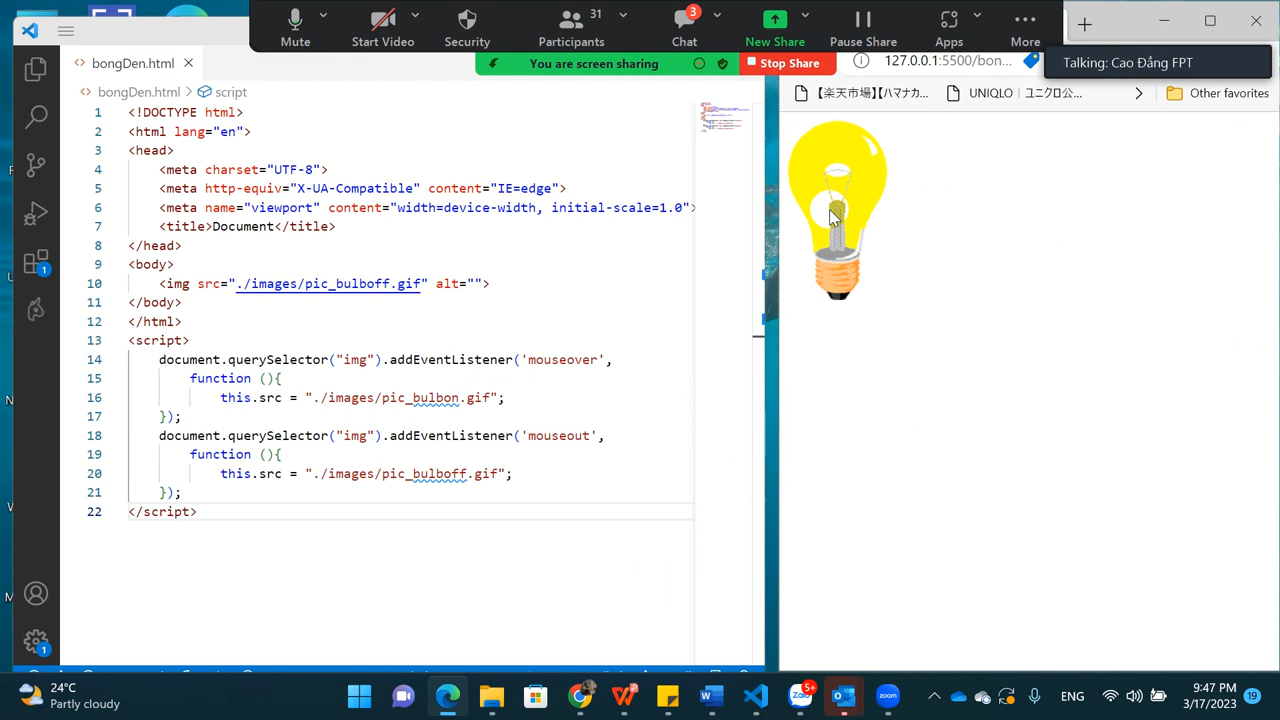 Mute
Start Video
Security
31
Participants
3
Chat
New Share
Pause Share
Apps
More
You are screen sharing
Stop Share
127.0.0.1:5500/bon...
Talking: Cao Đẳng FPT
bongDen.html
bongDen.html > script
【楽天市場】【ハマナカ...
UNIQLO | ユニクロ公...
Other favorites
1 <!DOCTYPE html>
2 <html lang="en">
3 <head>
4 <meta charset="UTF-8">
5 <meta http-equiv="X-UA-Compatible" content="IE=edge">
6 <meta name="viewport" content="width=device-width, initial-scale=1.0">
7 <title>Document</title>
8 </head>
9 <body>
10 <img src="./images/pic_bulboff.gif" alt="">
11 </body>
12 </html>
13 <script>
14 document.querySelector("img").addEventListener('mouseover',
15 function (){
16 this.src = "./images/pic_bulbon.gif";
17 });
18 document.querySelector("img").addEventListener('mouseout',
19 function (){
20 this.src = "./images/pic_bulboff.gif";
21 });
22 </script>
1
1
24°C
Partly cloudy
5+
Zalo
zoom
ENG
9:47 PM
3/17/2023
19